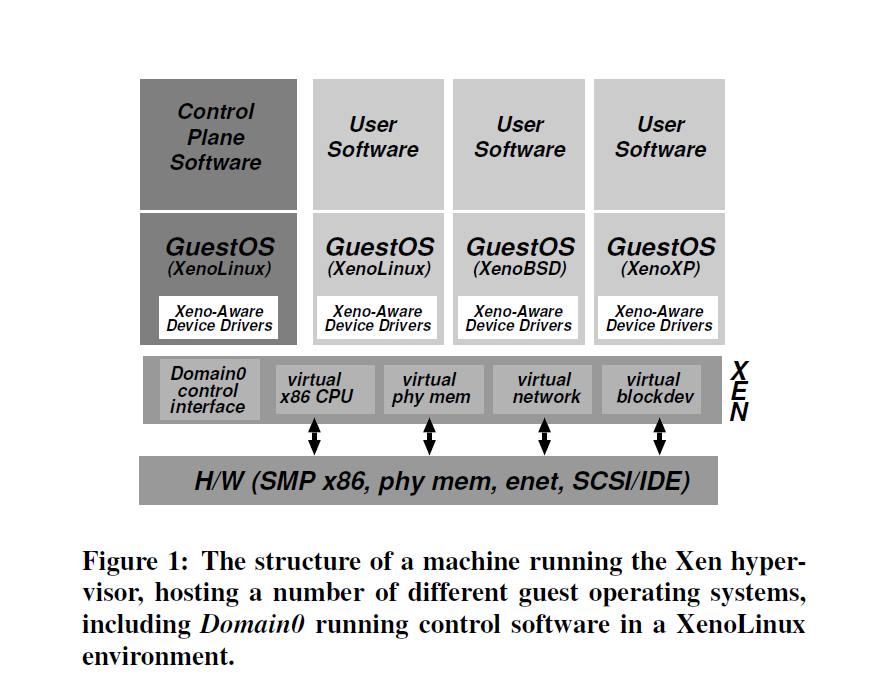 Control
Plane
Software
User
Software
User
Software
User
Software
GuestOS
(XenoLinux)
GuestOS
(XenoLinux)
GuestOS
(XenoBSD)
GuestOS
(XenoXP)
Xeno-Aware
Device Drivers
Xeno-Aware
Device Drivers
Xeno-Aware
Device Drivers
Xeno-Aware
Device Drivers
Domain0
control
interface
virtual
x86 CPU
virtual
phy mem
virtual
network
virtual
blockdev
X
E
N
H/W (SMP x86, phy mem, enet, SCSI/IDE)
Figure 1: The structure of a machine running the Xen hyper-
visor, hosting a number of different guest operating systems,
including Domain0 running control software in a XenoLinux
environment.